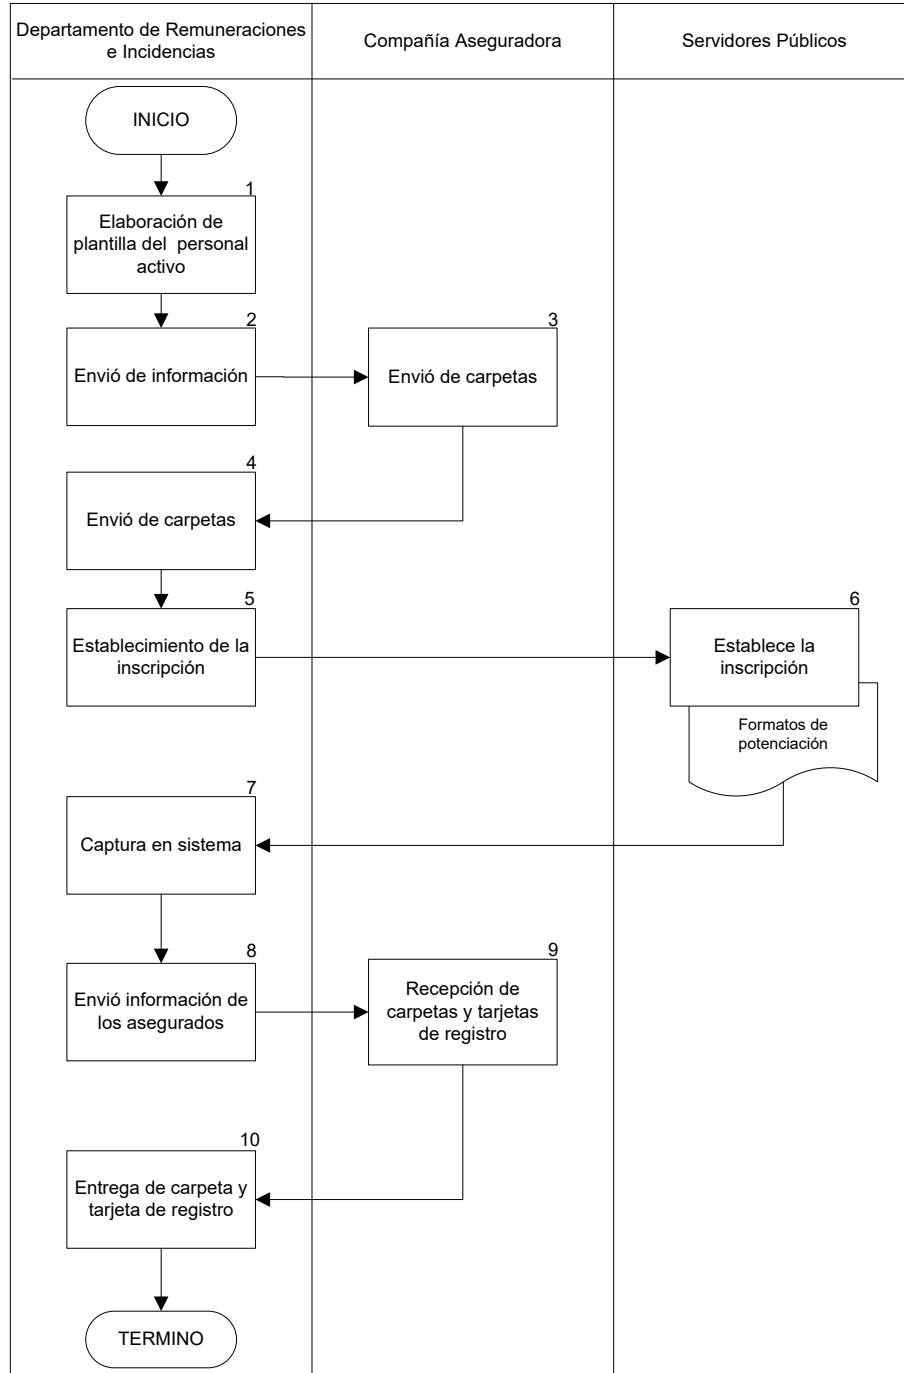 Departamento de Remuneraciones
e Incidencias
Compañía Aseguradora
Servidores Públicos
INICIO
1
Elaboración de
plantilla del personal
activo
2
Envió de información
3
Envió de carpetas
4
Envió de carpetas
5
Establecimiento de la
inscripción
6
Establece la
inscripción
Formatos de
potenciación
7
Captura en sistema
8
Envió información de
los asegurados
9
Recepción de
carpetas y tarjetas
de registro
10
Entrega de carpeta y
tarjeta de registro
TERMINO